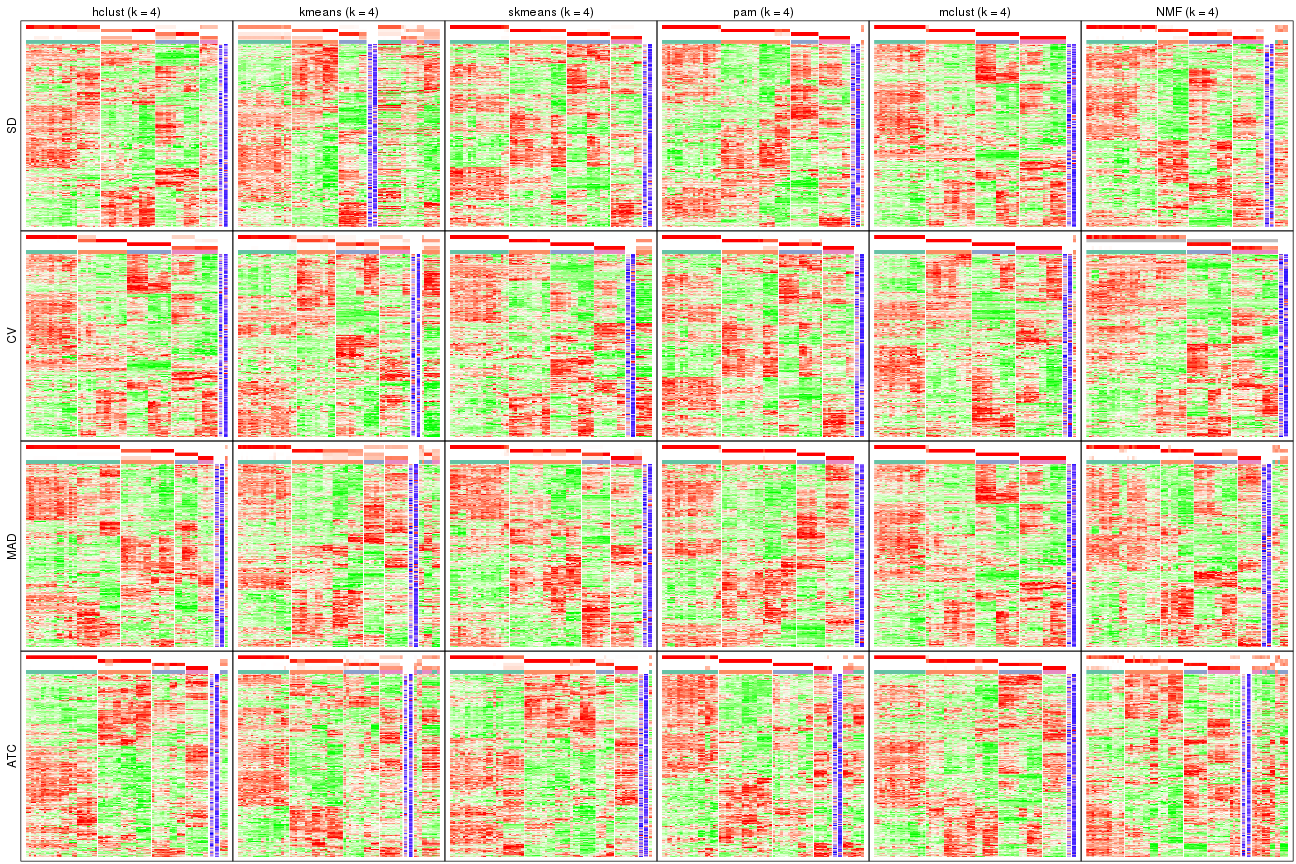 hclust (k = 4) kmeans (k = 4) skmeans (k = 4) pam (k = 4) mclust (k = 4) NMF (k = 4)
SD
CV
MAD
ATC